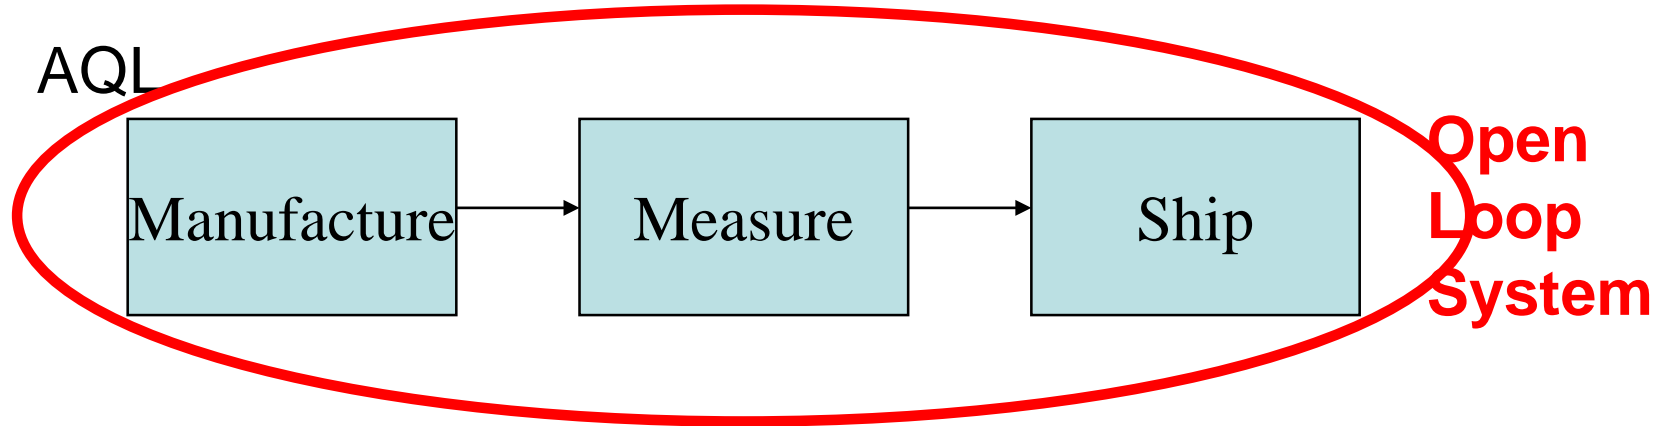 AQL
Manufacture
Measure
Ship
Open
Loop
System